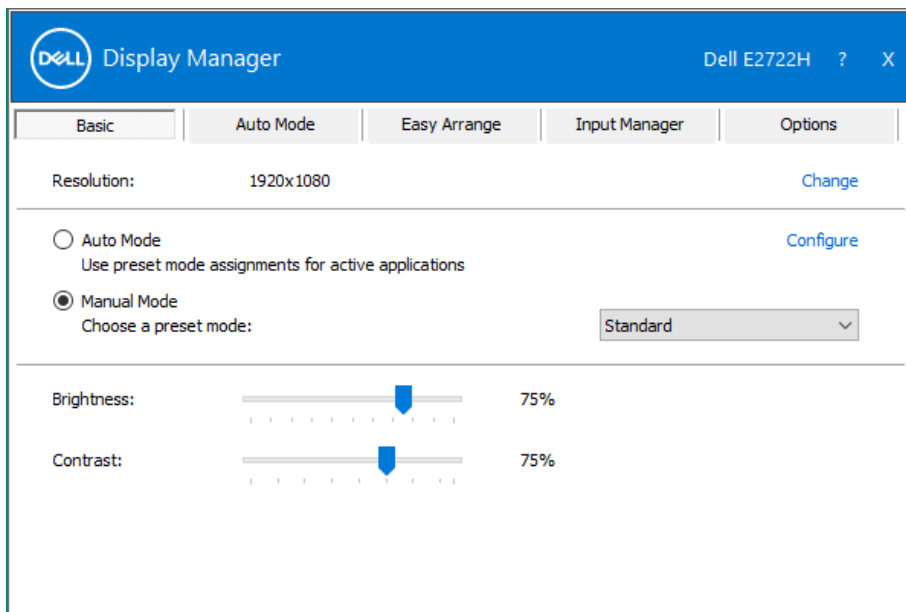 DELL Display Manager Dell E2722H ? X
Basic Auto Mode Easy Arrange Input Manager Options
Resolution: 1920x1080 Change
Auto Mode Configure
Use preset mode assignments for active applications
Manual Mode
Choose a preset mode: Standard
Brightness: 75%
Contrast: 75%